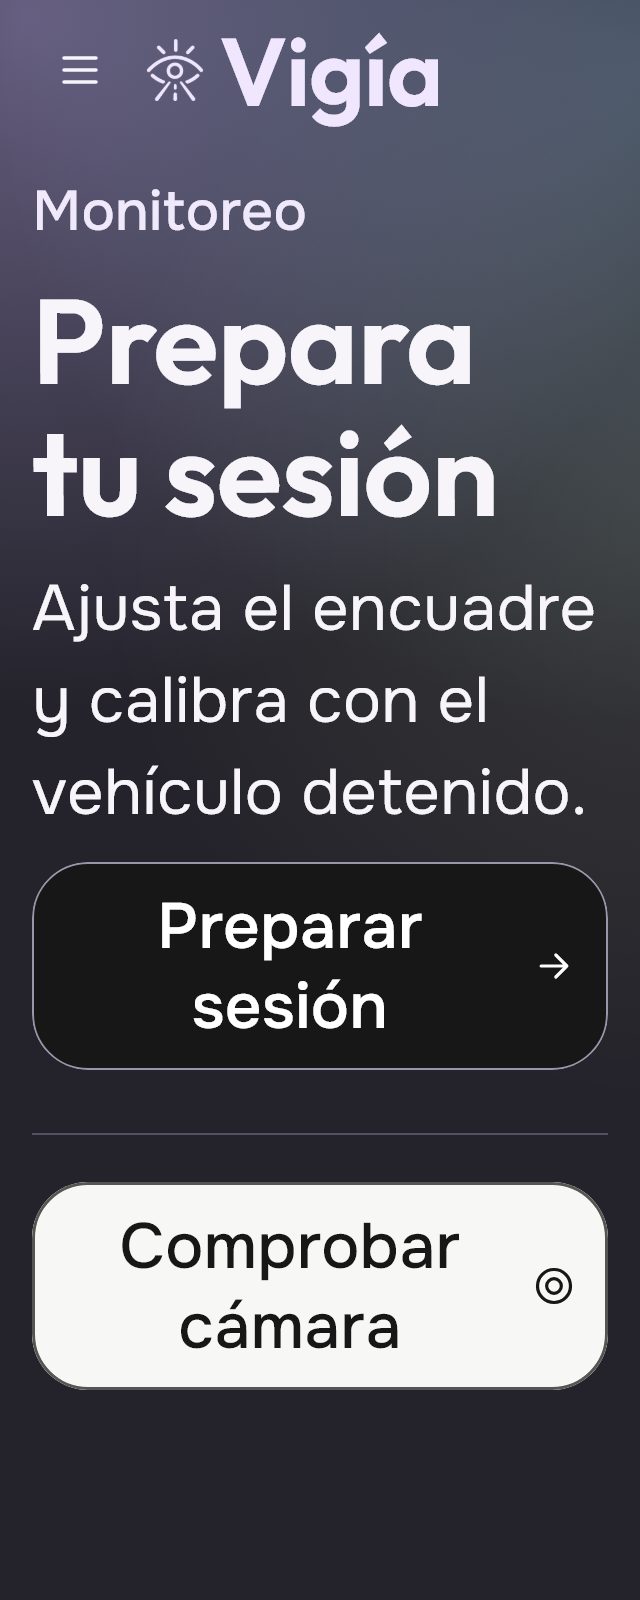 Vigía
Monitoreo
Prepara
tu sesión
Ajusta el encuadre
y calibra con el
vehículo detenido.
Preparar
sesión
Comprobar
cámara